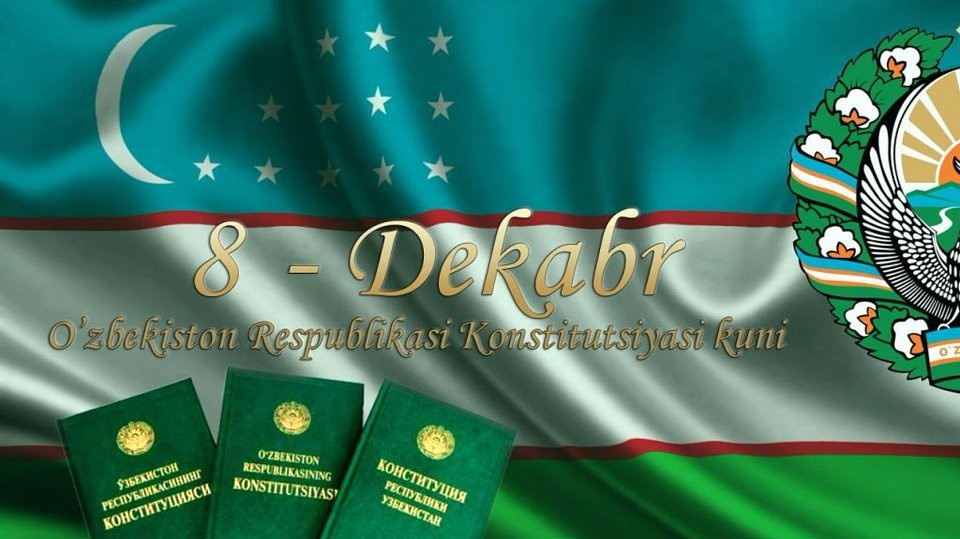 8 - Dekabr
O'zbekiston Respublikasi Konstitutsiyasi kuni
ЎЗБЕКИСТОН
РЕСПУБЛИКАСИНИНГ
КОНСТИТУЦИЯСИ
O'ZBEKISTON
RESPUBLIKASINING
KONSTITUTSIYASI
КОНСТИТУЦИЯ
РЕСПУБЛИКИ
УЗБЕКИСТАН